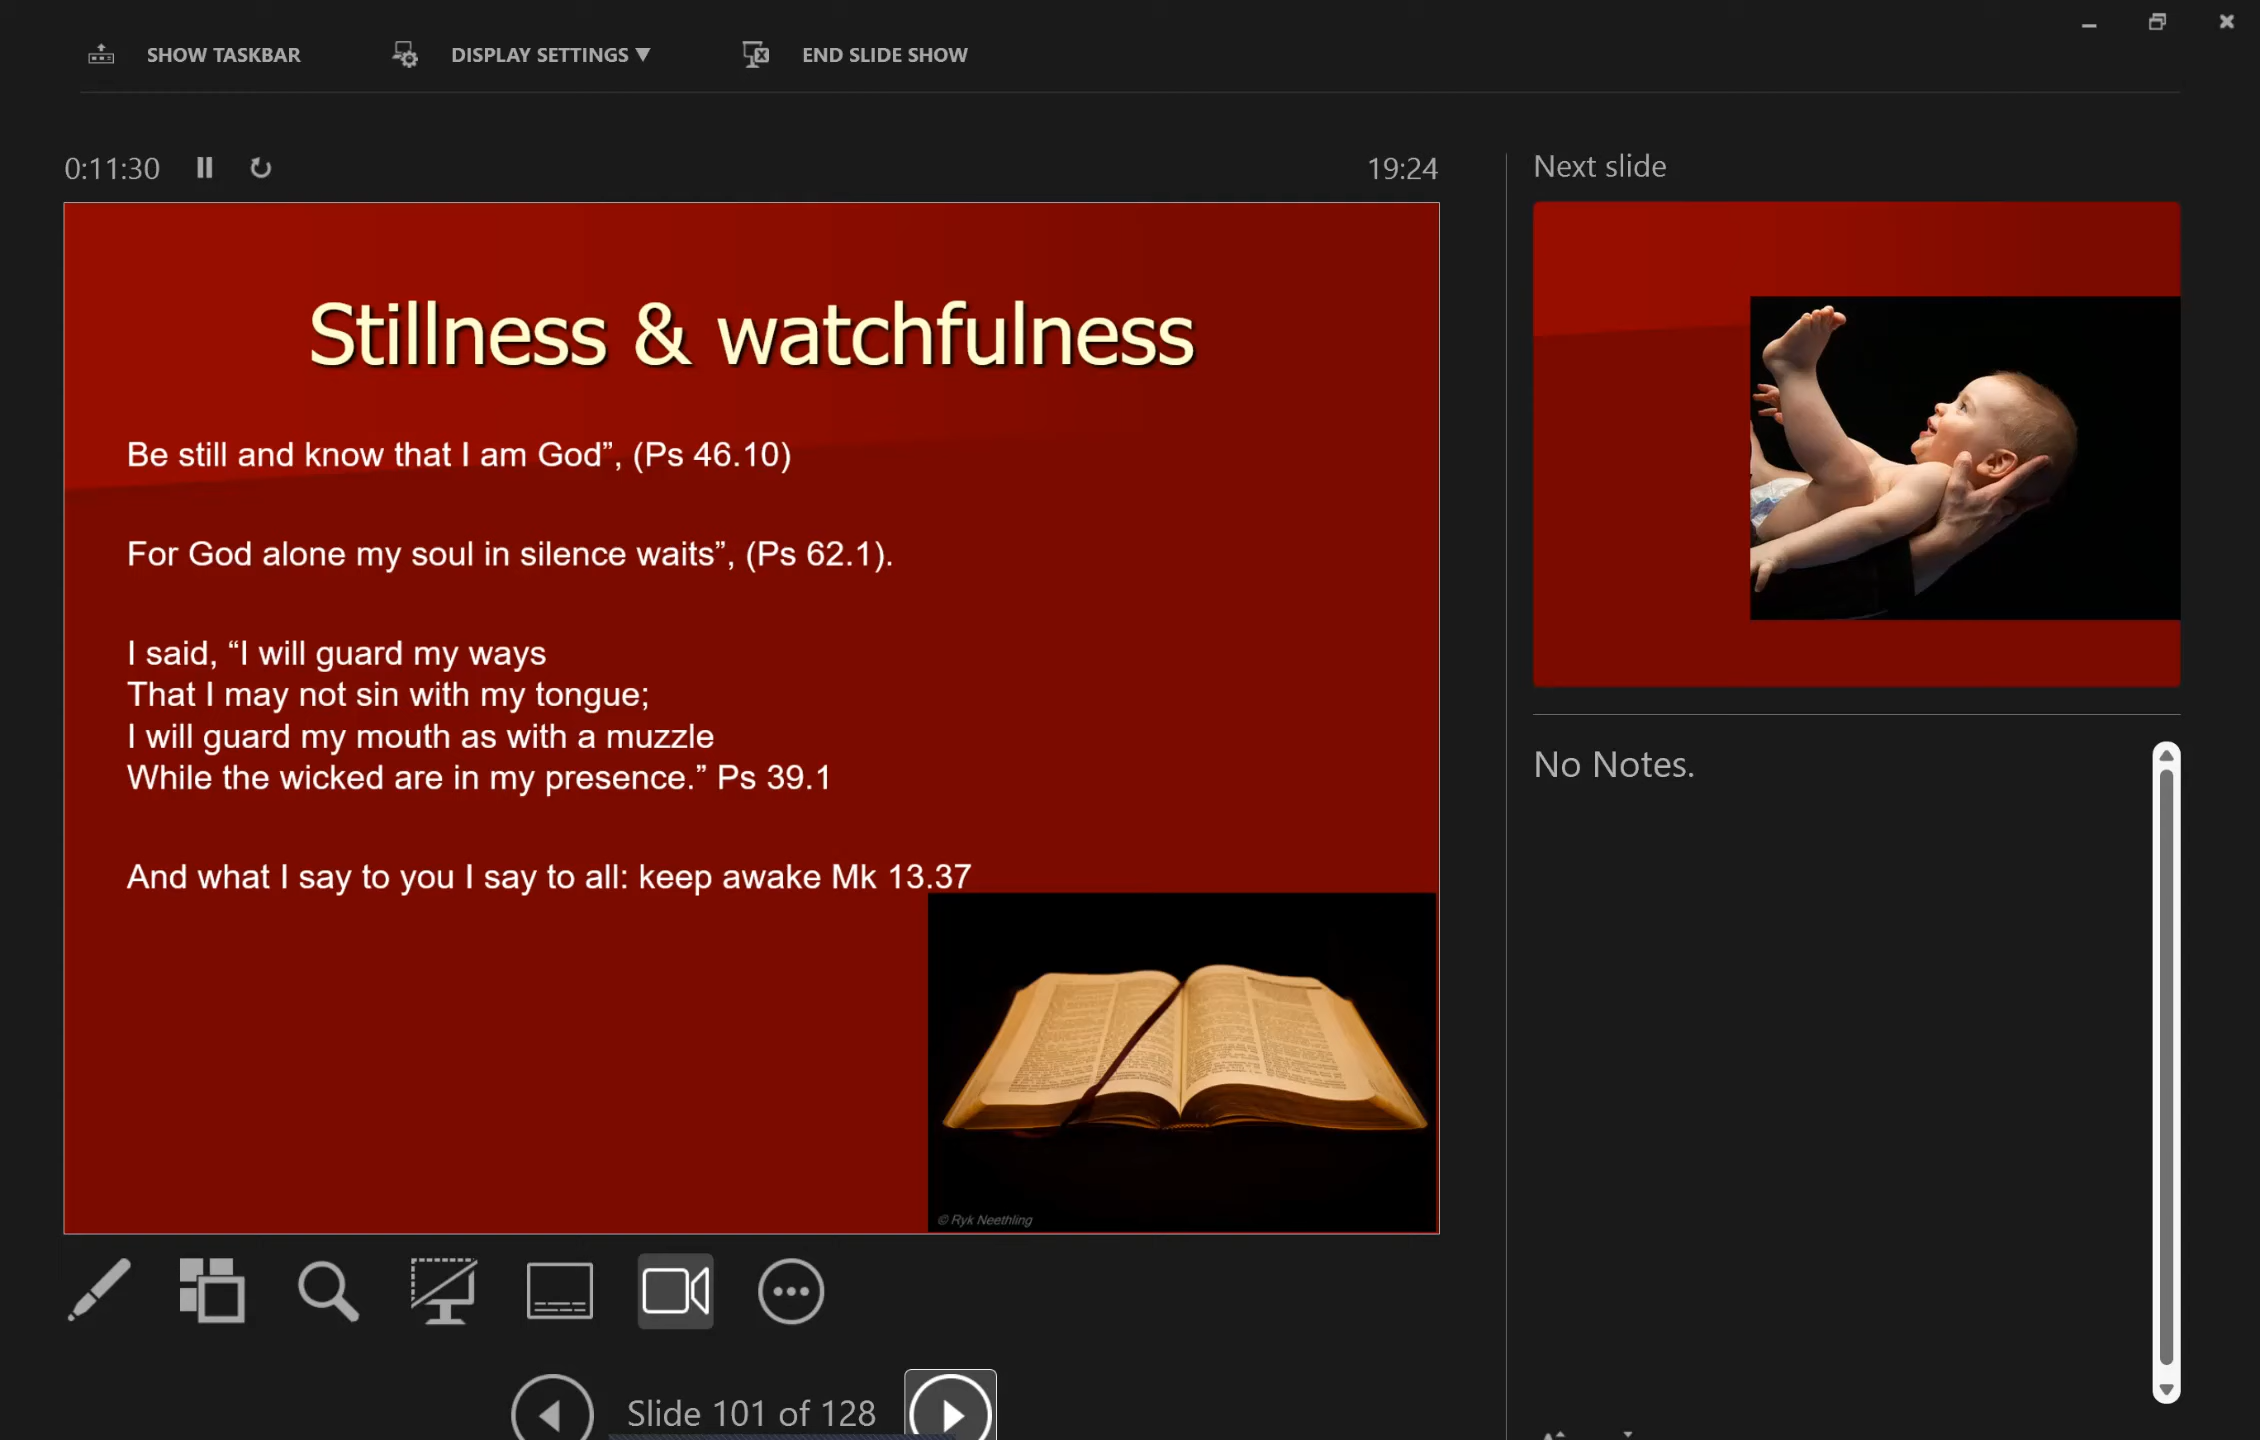 SHOW TASKBAR
DISPLAY SETTINGS ▼
END SLIDE SHOW
0:11:30
19:24
Next slide
Stillness & watchfulness
Be still and know that I am God”, (Ps 46.10)
For God alone my soul in silence waits”, (Ps 62.1).
I said, “I will guard my ways
That I may not sin with my tongue;
I will guard my mouth as with a muzzle
While the wicked are in my presence.” Ps 39.1
And what I say to you I say to all: keep awake Mk 13.37
© Ryk Neethling
No Notes.
Slide 101 of 128